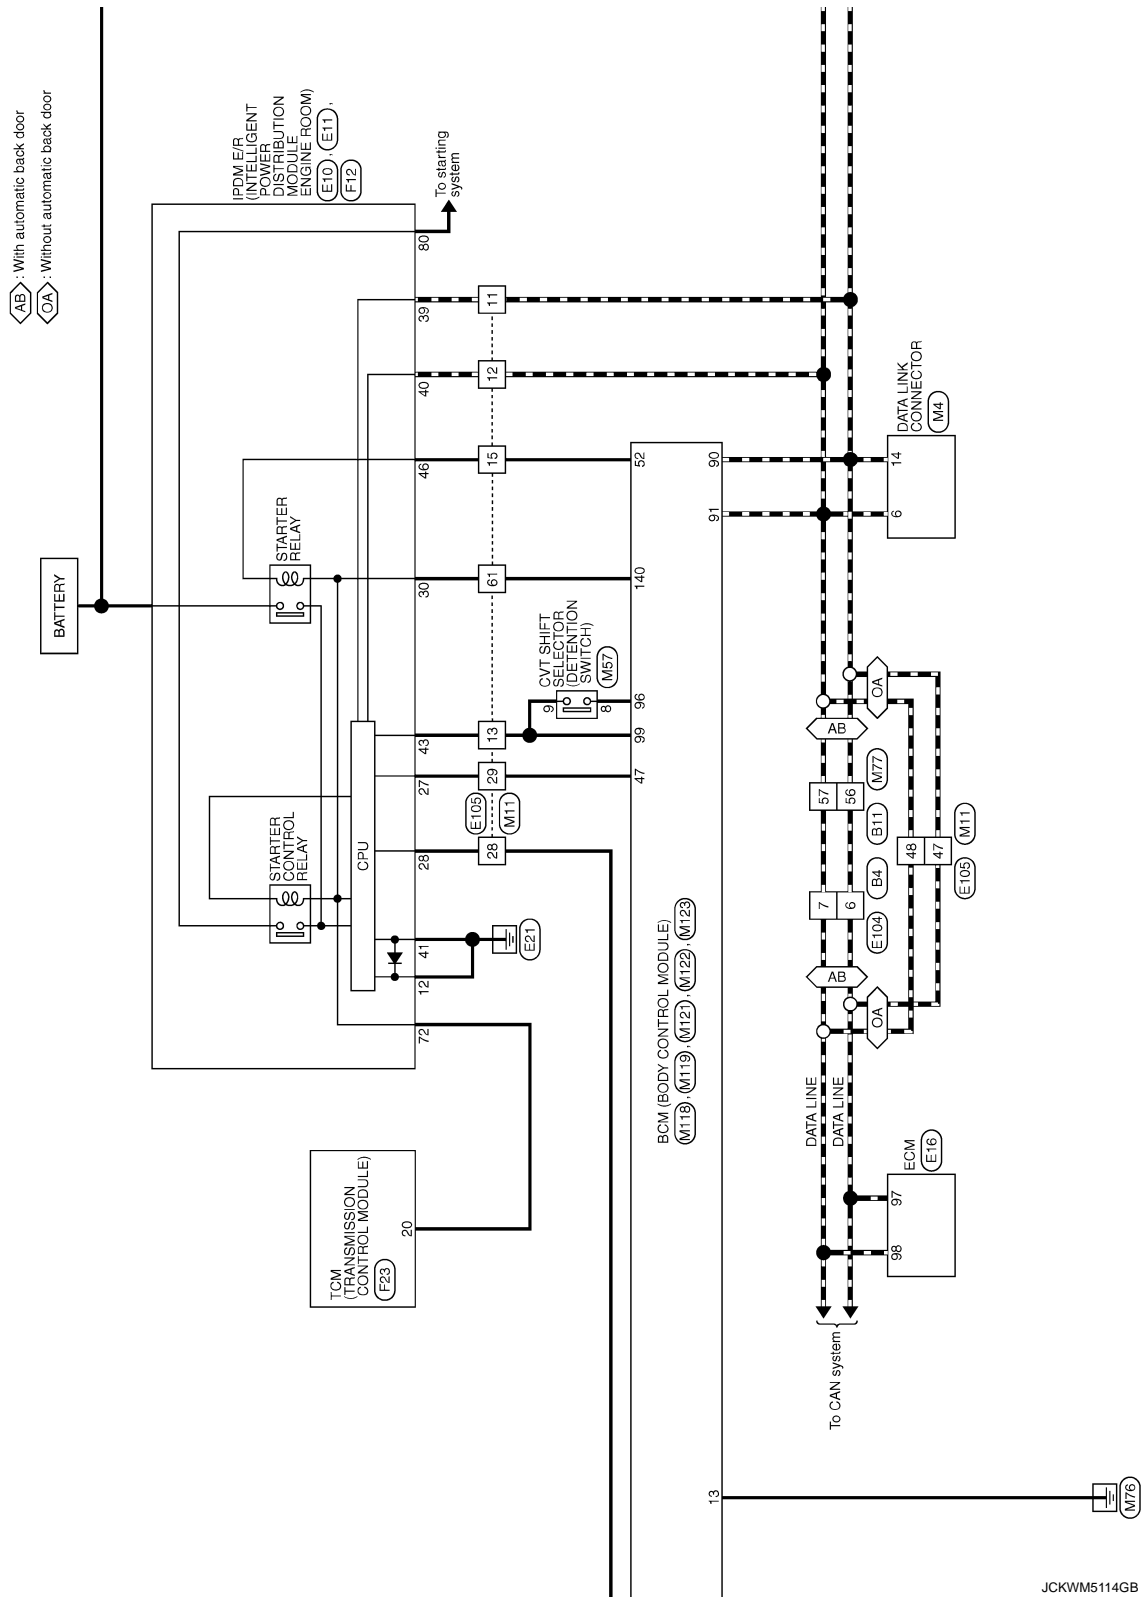 AB : With automatic back door
OA : Without automatic back door
BATTERY
IPDM E/R
(INTELLIGENT
POWER
DISTRIBUTION
MODULE
ENGINE ROOM)
E10 , E11 ,
F12
To starting
system
80
39
40
46
30
43
27
28
41
12
72
STARTER
RELAY
STARTER
CONTROL
RELAY
CPU
E21
11
12
15
61
13
29
28
E105
M11
TCM
(TRANSMISSION
CONTROL MODULE)
F23
20
CVT SHIFT
SELECTOR
(DETENTION
SWITCH)
M57
9
8
52
140
96
99
47
90
91
13
BCM (BODY CONTROL MODULE)
M118 , M119 , M121 , M122 , M123
DATA LINK
CONNECTOR
M4
14
6
OA
AB
57
56
M77
B11
B4
E104
7
6
AB
OA
48
47
M11
E105
DATA LINE
DATA LINE
ECM
E16
97
98
To CAN system
M76
JCKWM5114GB